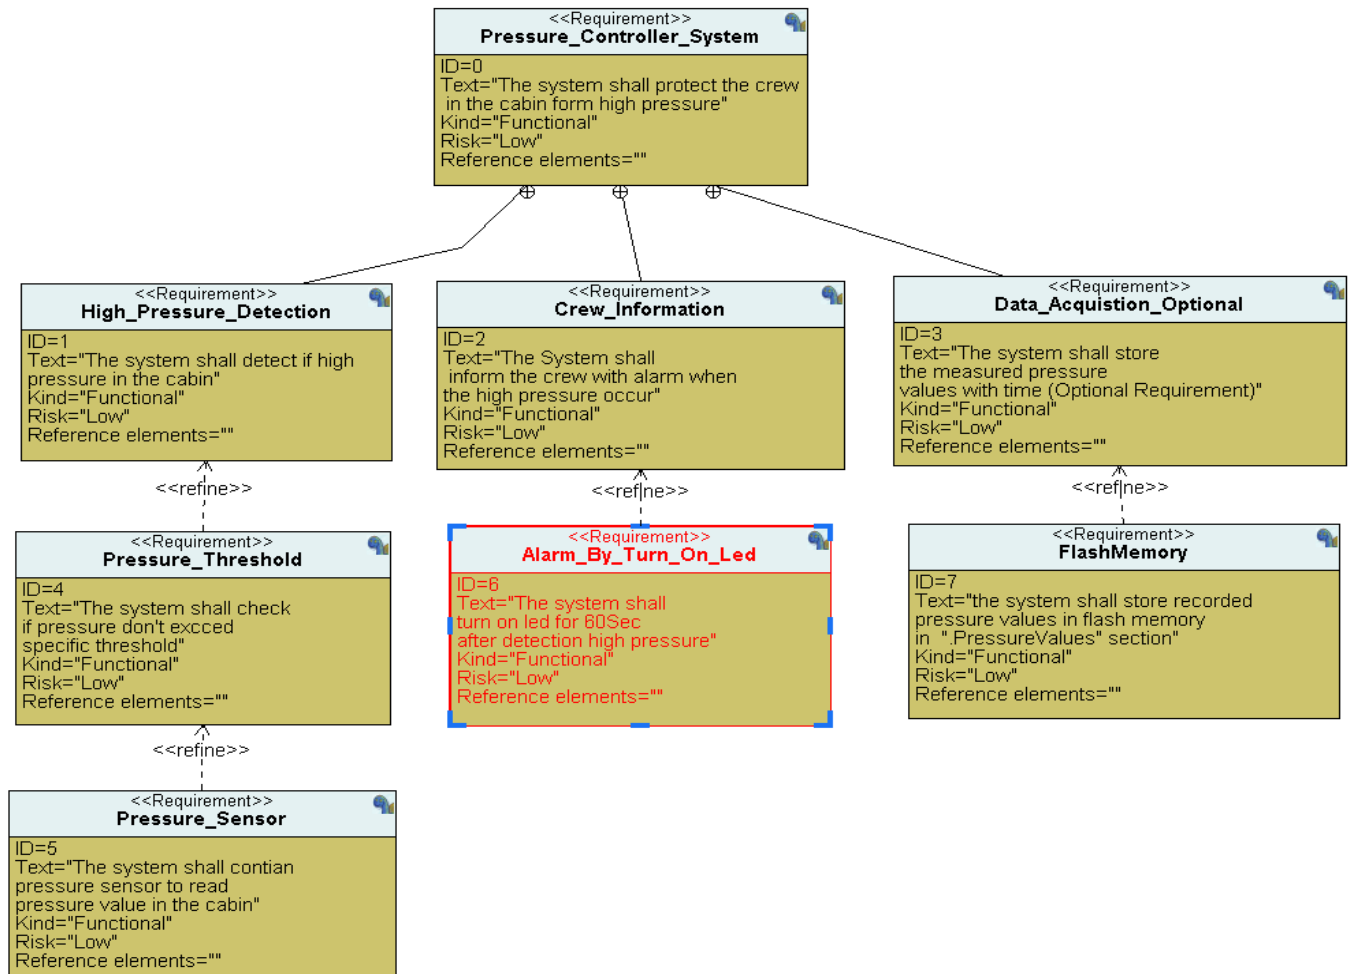 <<Requirement>>
Pressure_Controller_System
ID=0
Text="The system shall protect the crew
in the cabin form high pressure"
Kind="Functional"
Risk="Low"
Reference elements=""
<<Requirement>>
High_Pressure_Detection
ID=1
Text="The system shall detect if high
pressure in the cabin"
Kind="Functional"
Risk="Low"
Reference elements=""
<<Requirement>>
Crew_Information
ID=2
Text="The System shall
inform the crew with alarm when
the high pressure occur"
Kind="Functional"
Risk="Low"
Reference elements=""
<<Requirement>>
Data_Acquistion_Optional
ID=3
Text="The system shall store
the measured pressure
values with time (Optional Requirement)"
Kind="Functional"
Risk="Low"
Reference elements=""
<<refine>>
<<refine>>
<<refine>>
<<Requirement>>
Pressure_Threshold
ID=4
Text="The system shall check
if pressure don't excced
specific threshold"
Kind="Functional"
Risk="Low"
Reference elements=""
<<Requirement>>
Alarm_By_Turn_On_Led
ID=6
Text="The system shall
turn on led for 60Sec
after detection high pressure"
Kind="Functional"
Risk="Low"
Reference elements=""
<<Requirement>>
FlashMemory
ID=7
Text="the system shall store recorded
pressure values in flash memory
in ".PressureValues" section"
Kind="Functional"
Risk="Low"
Reference elements=""
<<refine>>
<<Requirement>>
Pressure_Sensor
ID=5
Text="The system shall contian
pressure sensor to read
pressure value in the cabin"
Kind="Functional"
Risk="Low"
Reference elements=""